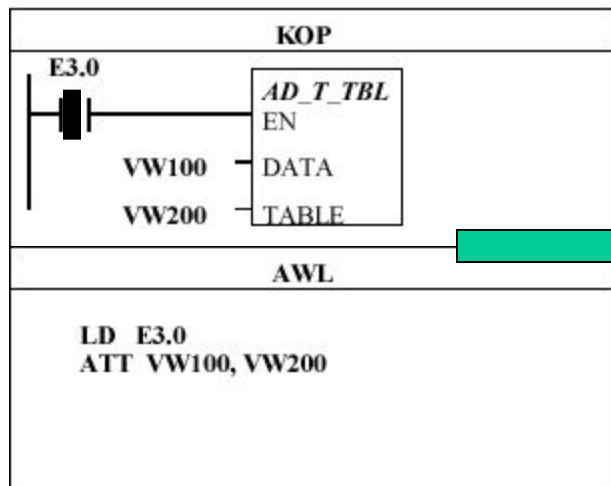 KOP
E3.0
AD_T_TBL
EN
VW100 DATA
VW200 TABLE
AWL
LD E3.0
ATT VW100, VW200